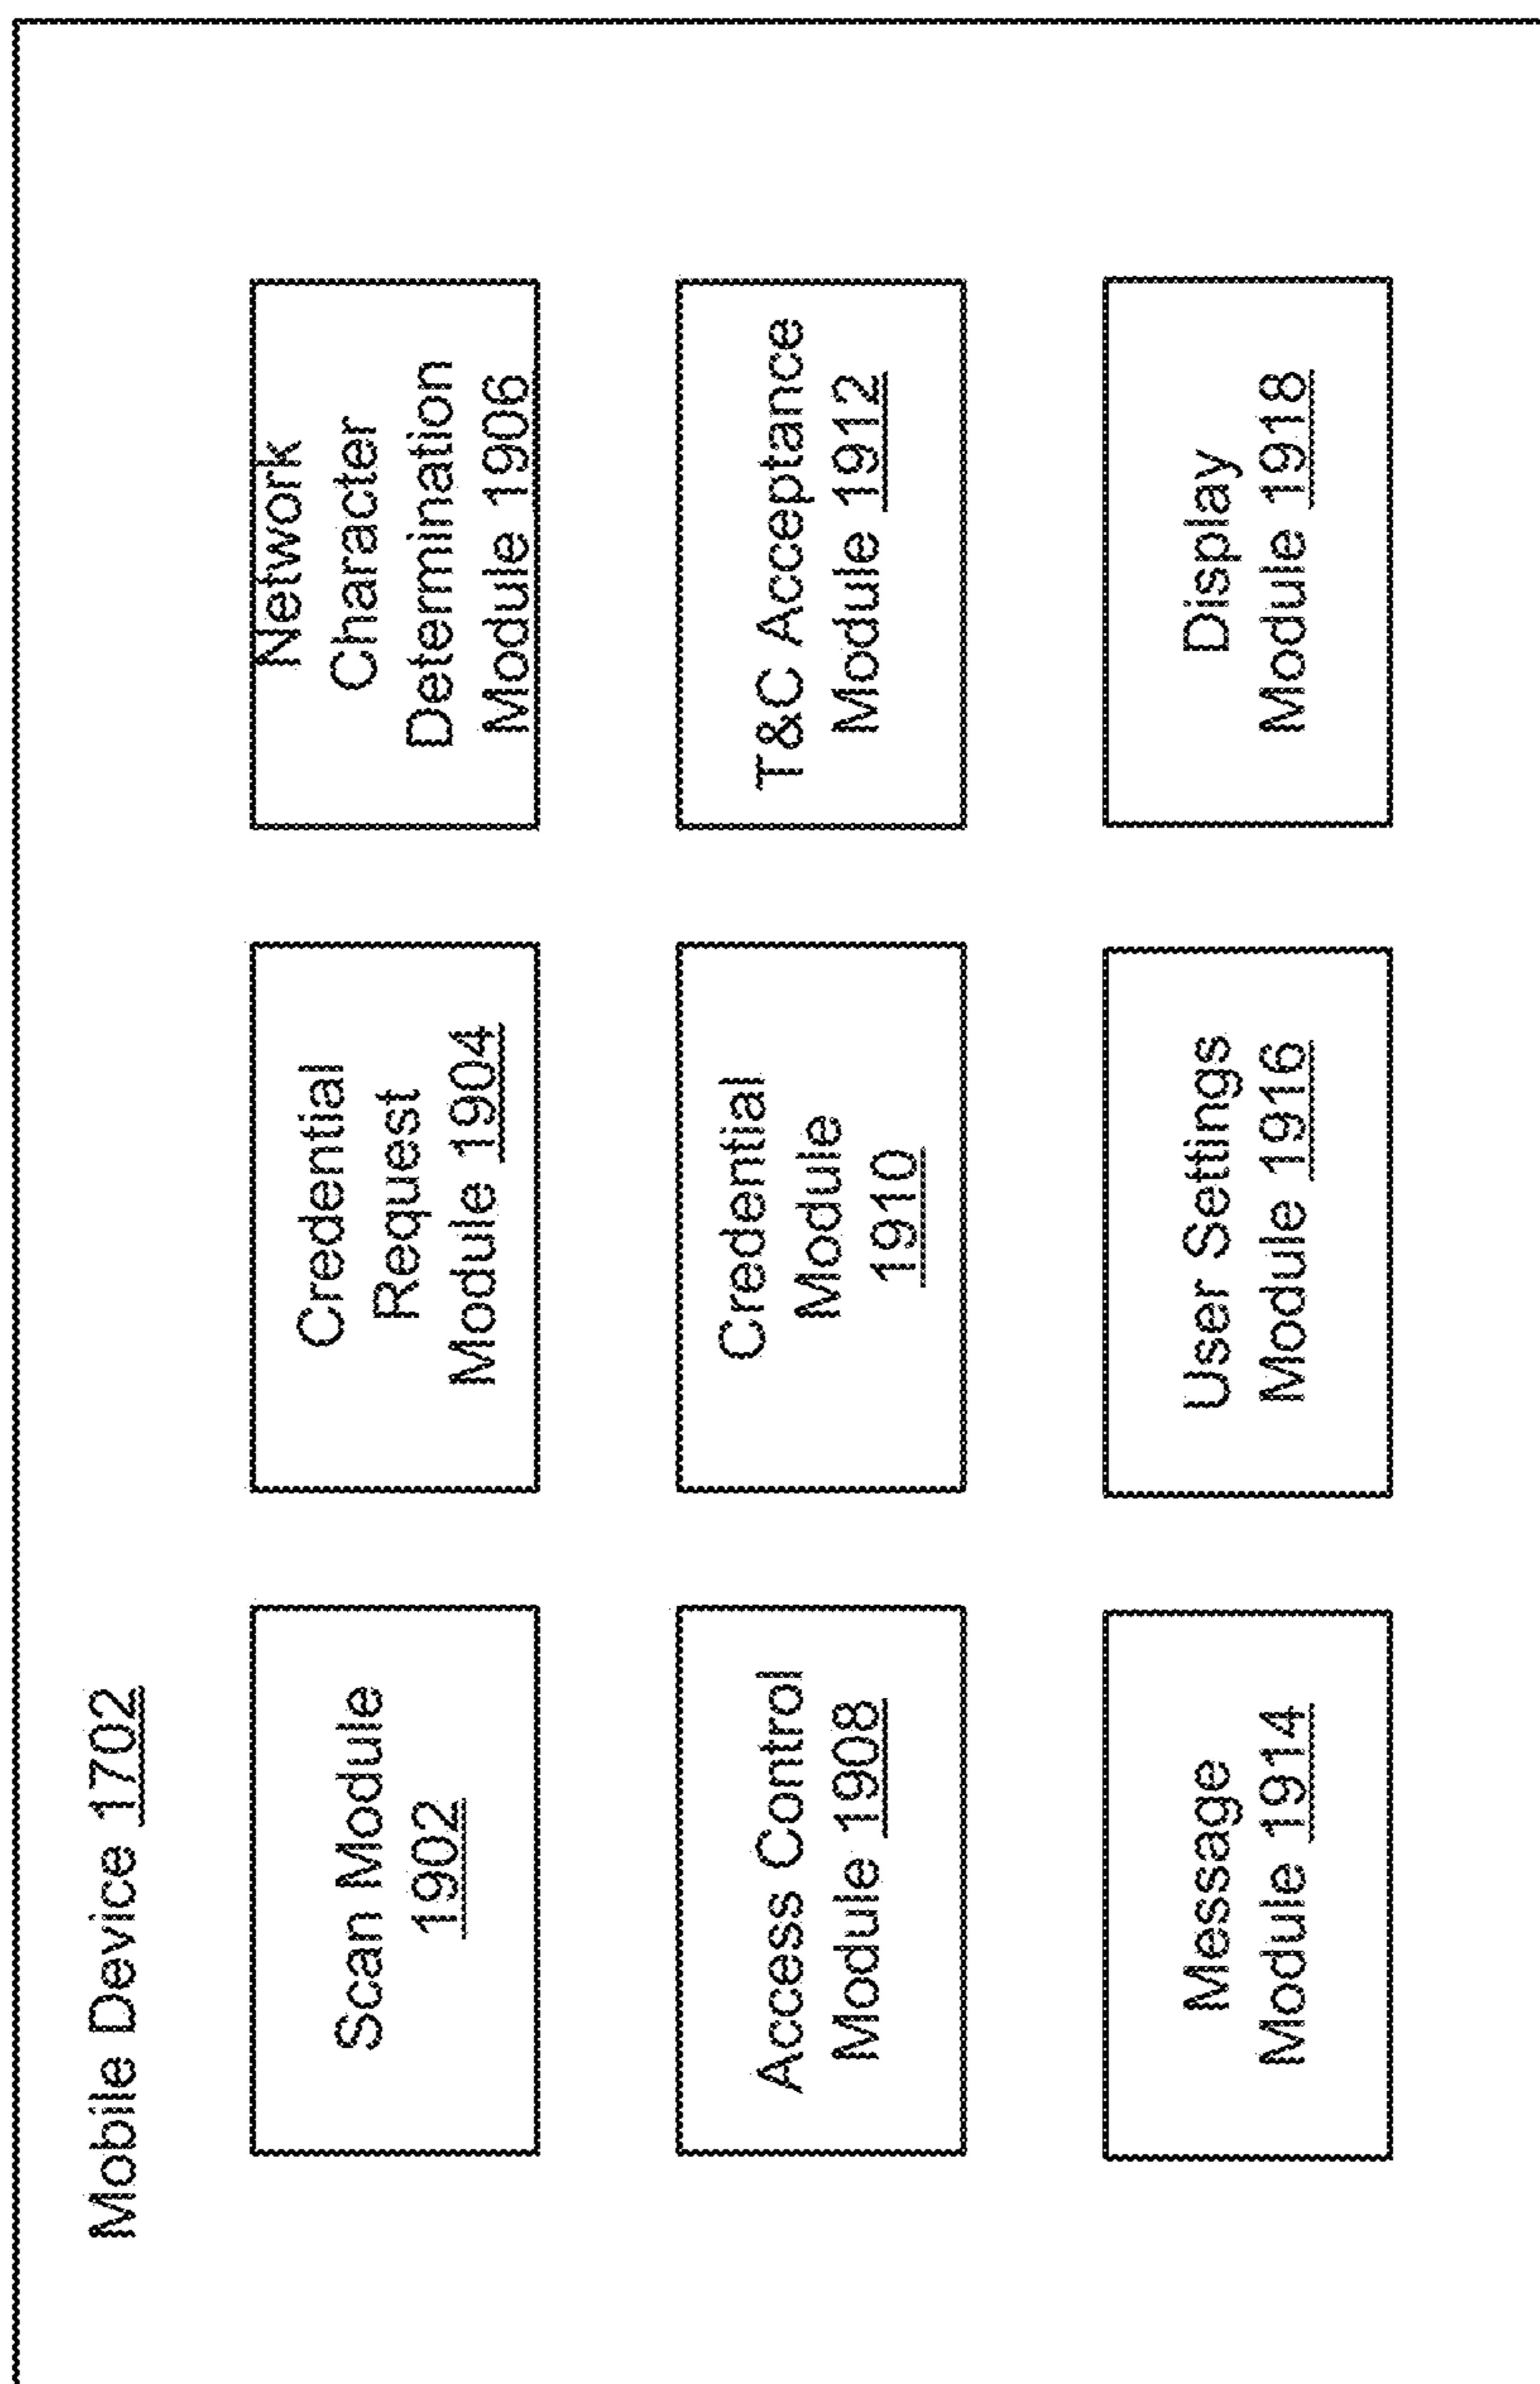 Mobile Device 1702
Scan Module
1902
Credential
Request
Module 1904
Network
Character
Determination
Module 1906
Access Control
Module 1908
Credential
Module
1910
T&C Acceptance
Module 1912
Message
Module 1914
User Settings
Module 1916
Display
Module 1918